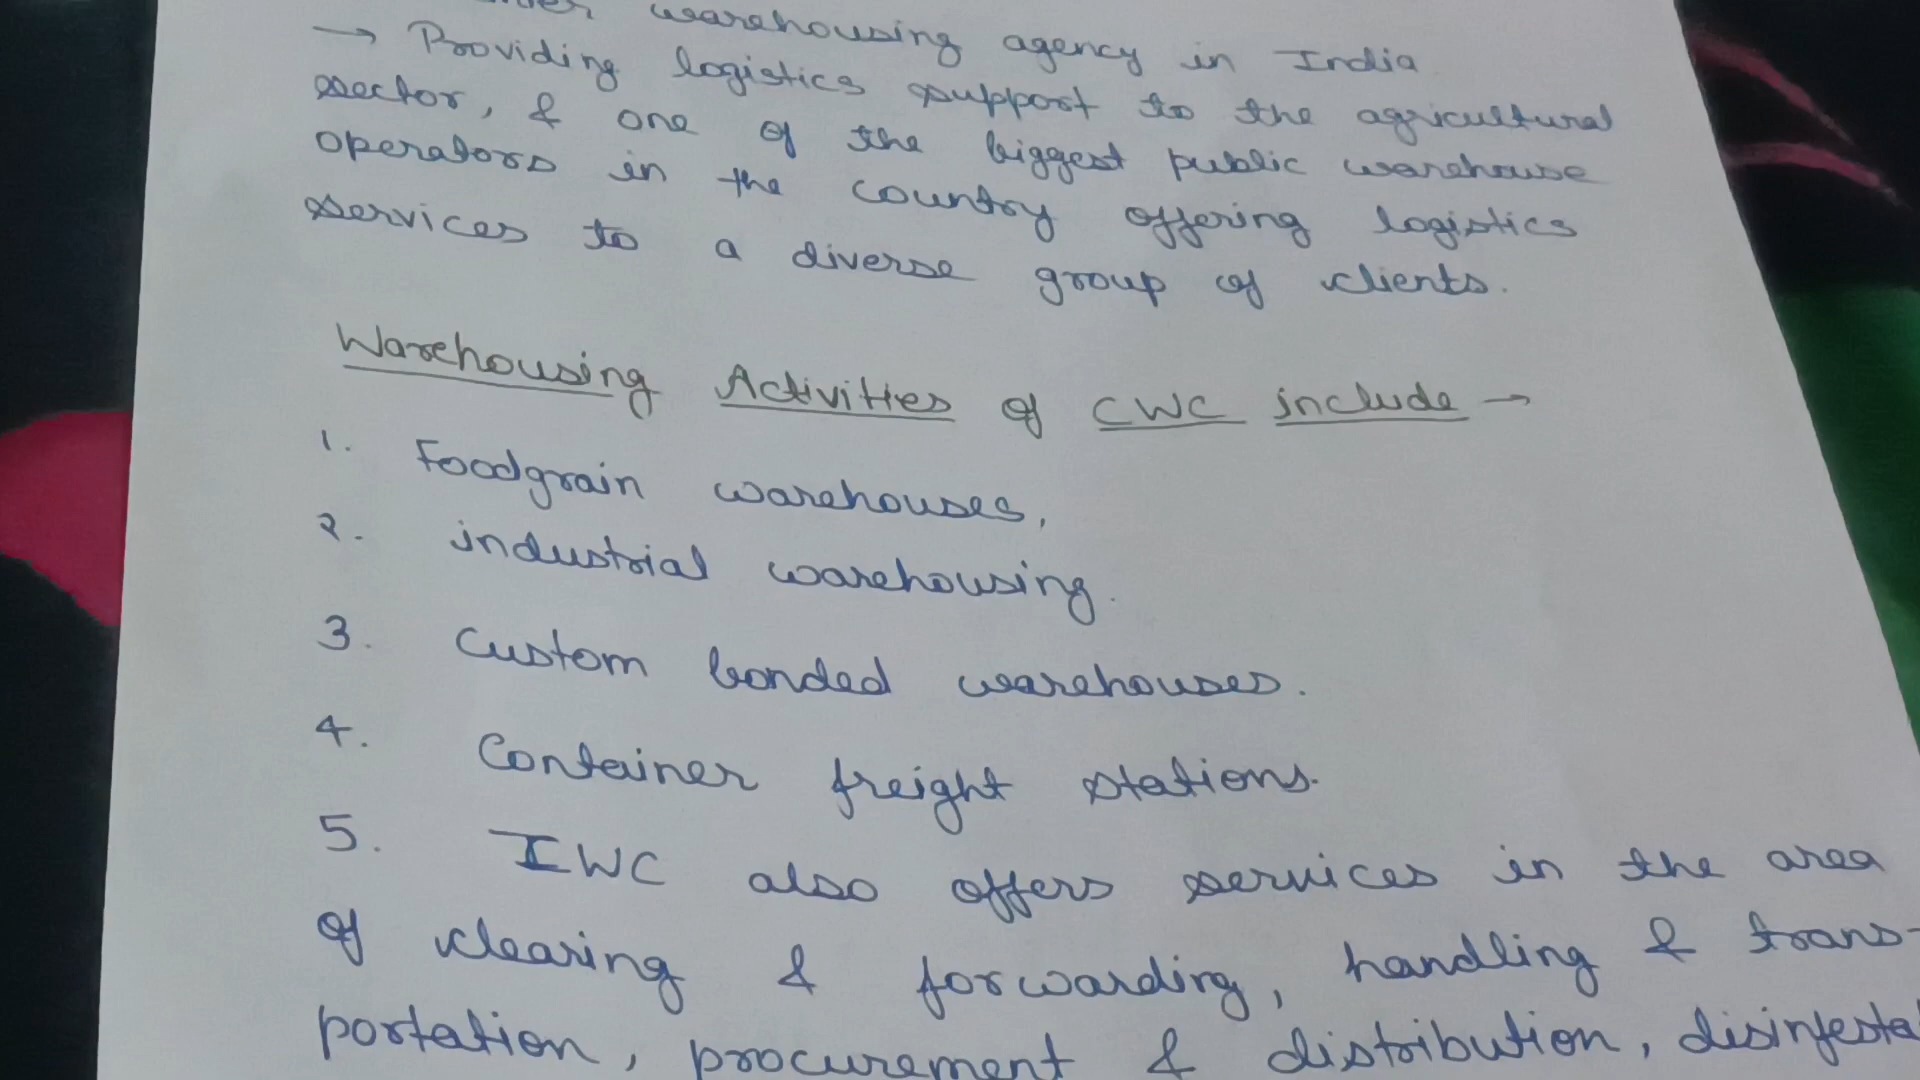 warehousing agency in India
→ Providing logistics support to the agricultural
sector, & one of the biggest public warehouse
operators in the country offering logistics
services to a diverse group of clients.
Warehousing Activities of CWC include →
1. Foodgrain warehouses,
2. industrial warehousing.
3. Custom bonded warehouses.
4. Container freight stations.
5. IWC also offers services in the area
of clearing & forwarding, handling & trans-
portation, procurement & distribution, disinfesta